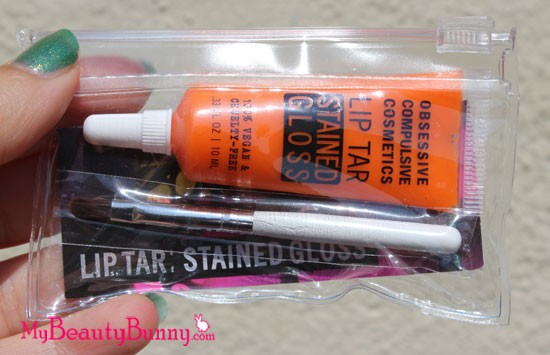 OBSESSIVE
COMPULSIVE
COSMETICS
LIP TAR
STAINED
GLOSS
100% VEGAN &
CRUELTY-FREE
.33 FL OZ | 10 ML
LIP TAR: STAINED GLOSS
MyBeautyBunny.com